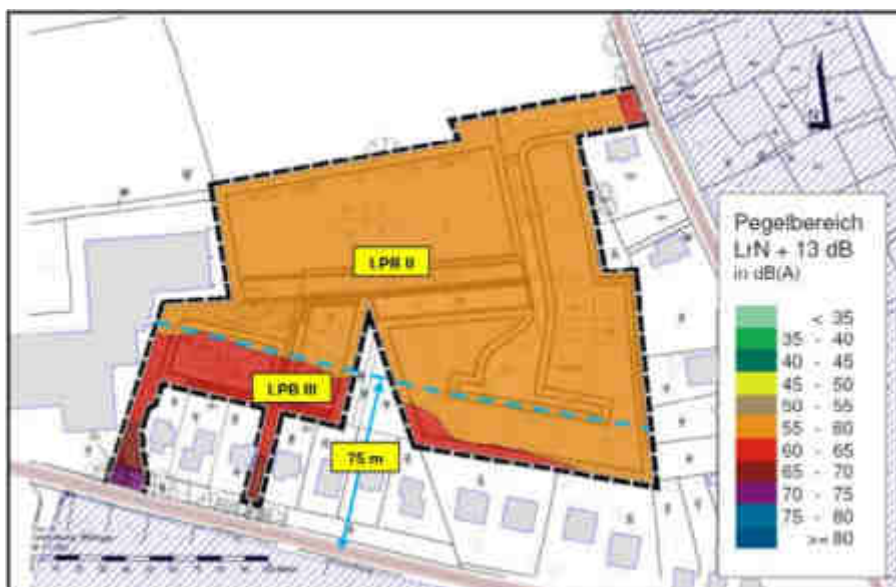 LPB II
LPB III
75 m
N
Pegelbereich
LrN + 13 dB
in dB(A)
< 35
35 - 40
40 - 45
45 - 50
50 - 55
55 - 60
60 - 65
65 - 70
70 - 75
75 - 80
>= 80